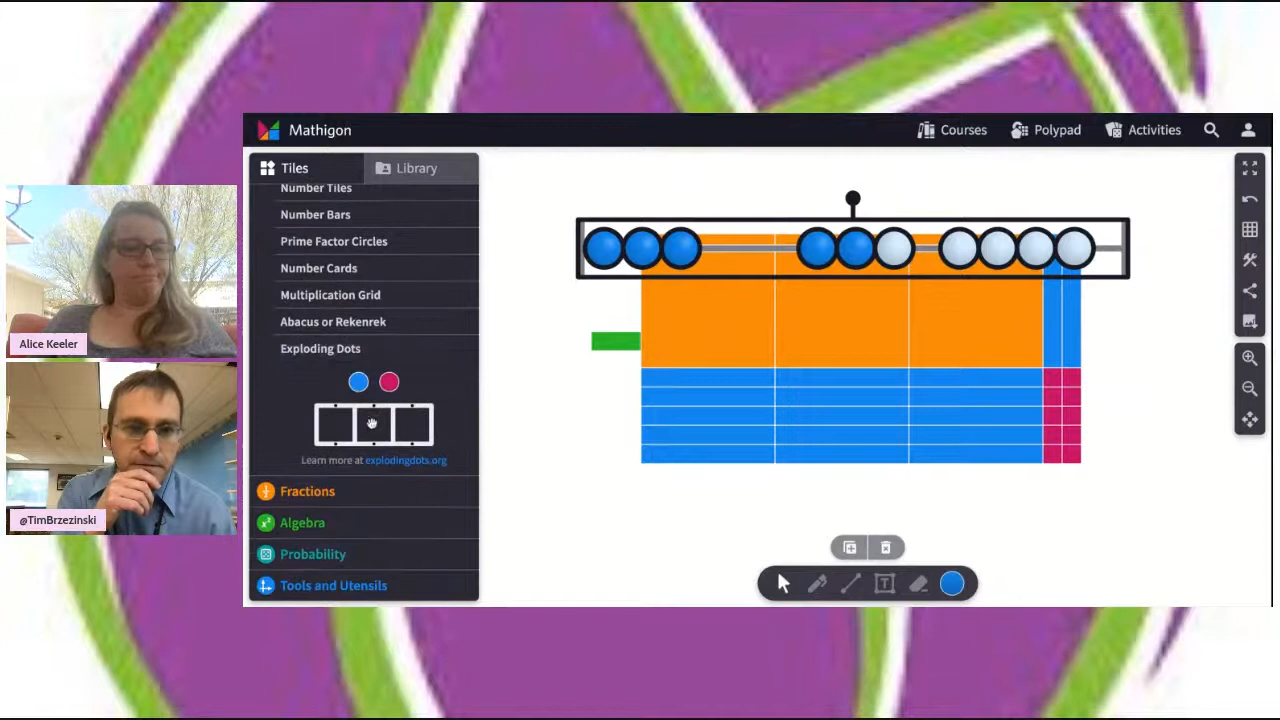 Mathigon
Courses
Polypad
Activities
Tiles
Library
Number Tiles
Number Bars
Prime Factor Circles
Number Cards
Multiplication Grid
Abacus or Rekenrek
Exploding Dots
Learn more at explodingdots.org
Fractions
Algebra
Probability
Tools and Utensils
Alice Keeler
@TimBrzezinski
T